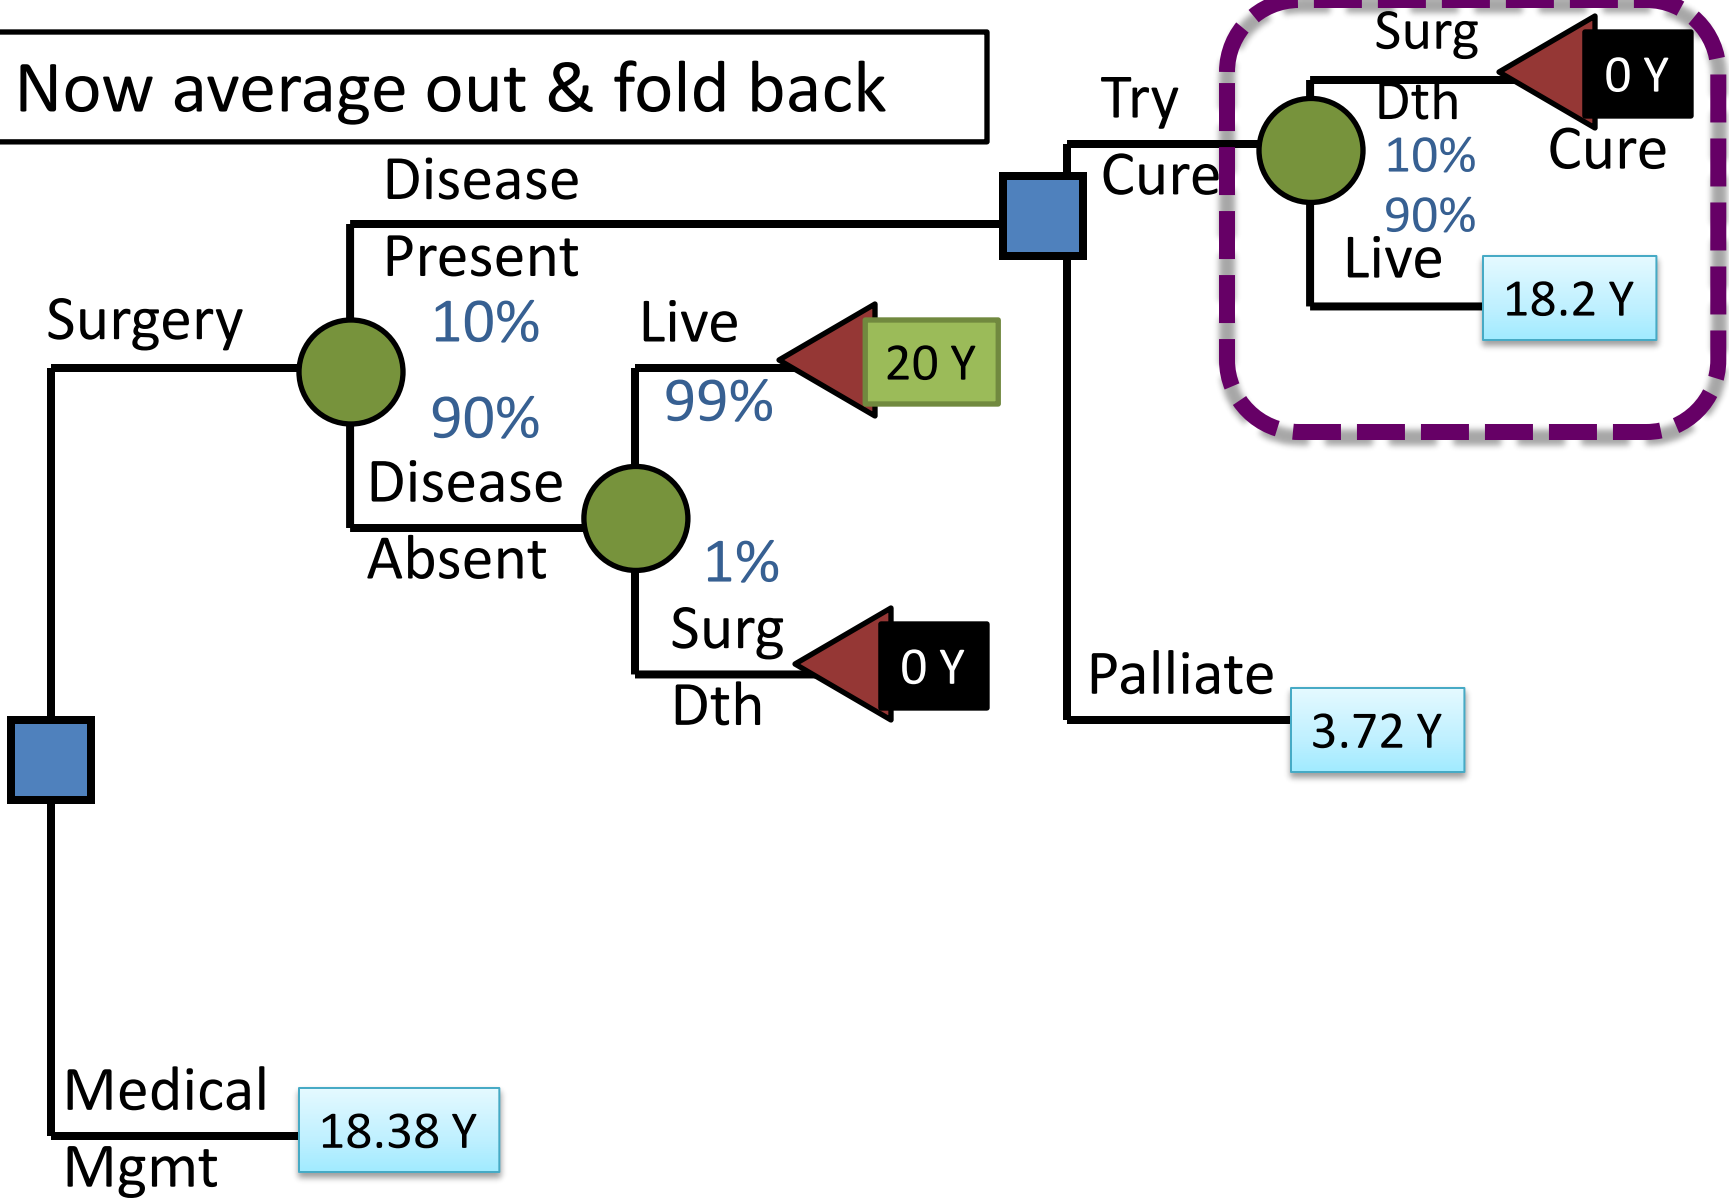 Now average out & fold back
Surg
0 Y
Dth
Cure
10%
90%
Live
18.2 Y
Try
Cure
Disease
Present
10%
Surgery
90%
Live
99%
20 Y
Disease
Absent
1%
Surg
Dth
0 Y
Palliate
3.72 Y
Medical
Mgmt
18.38 Y